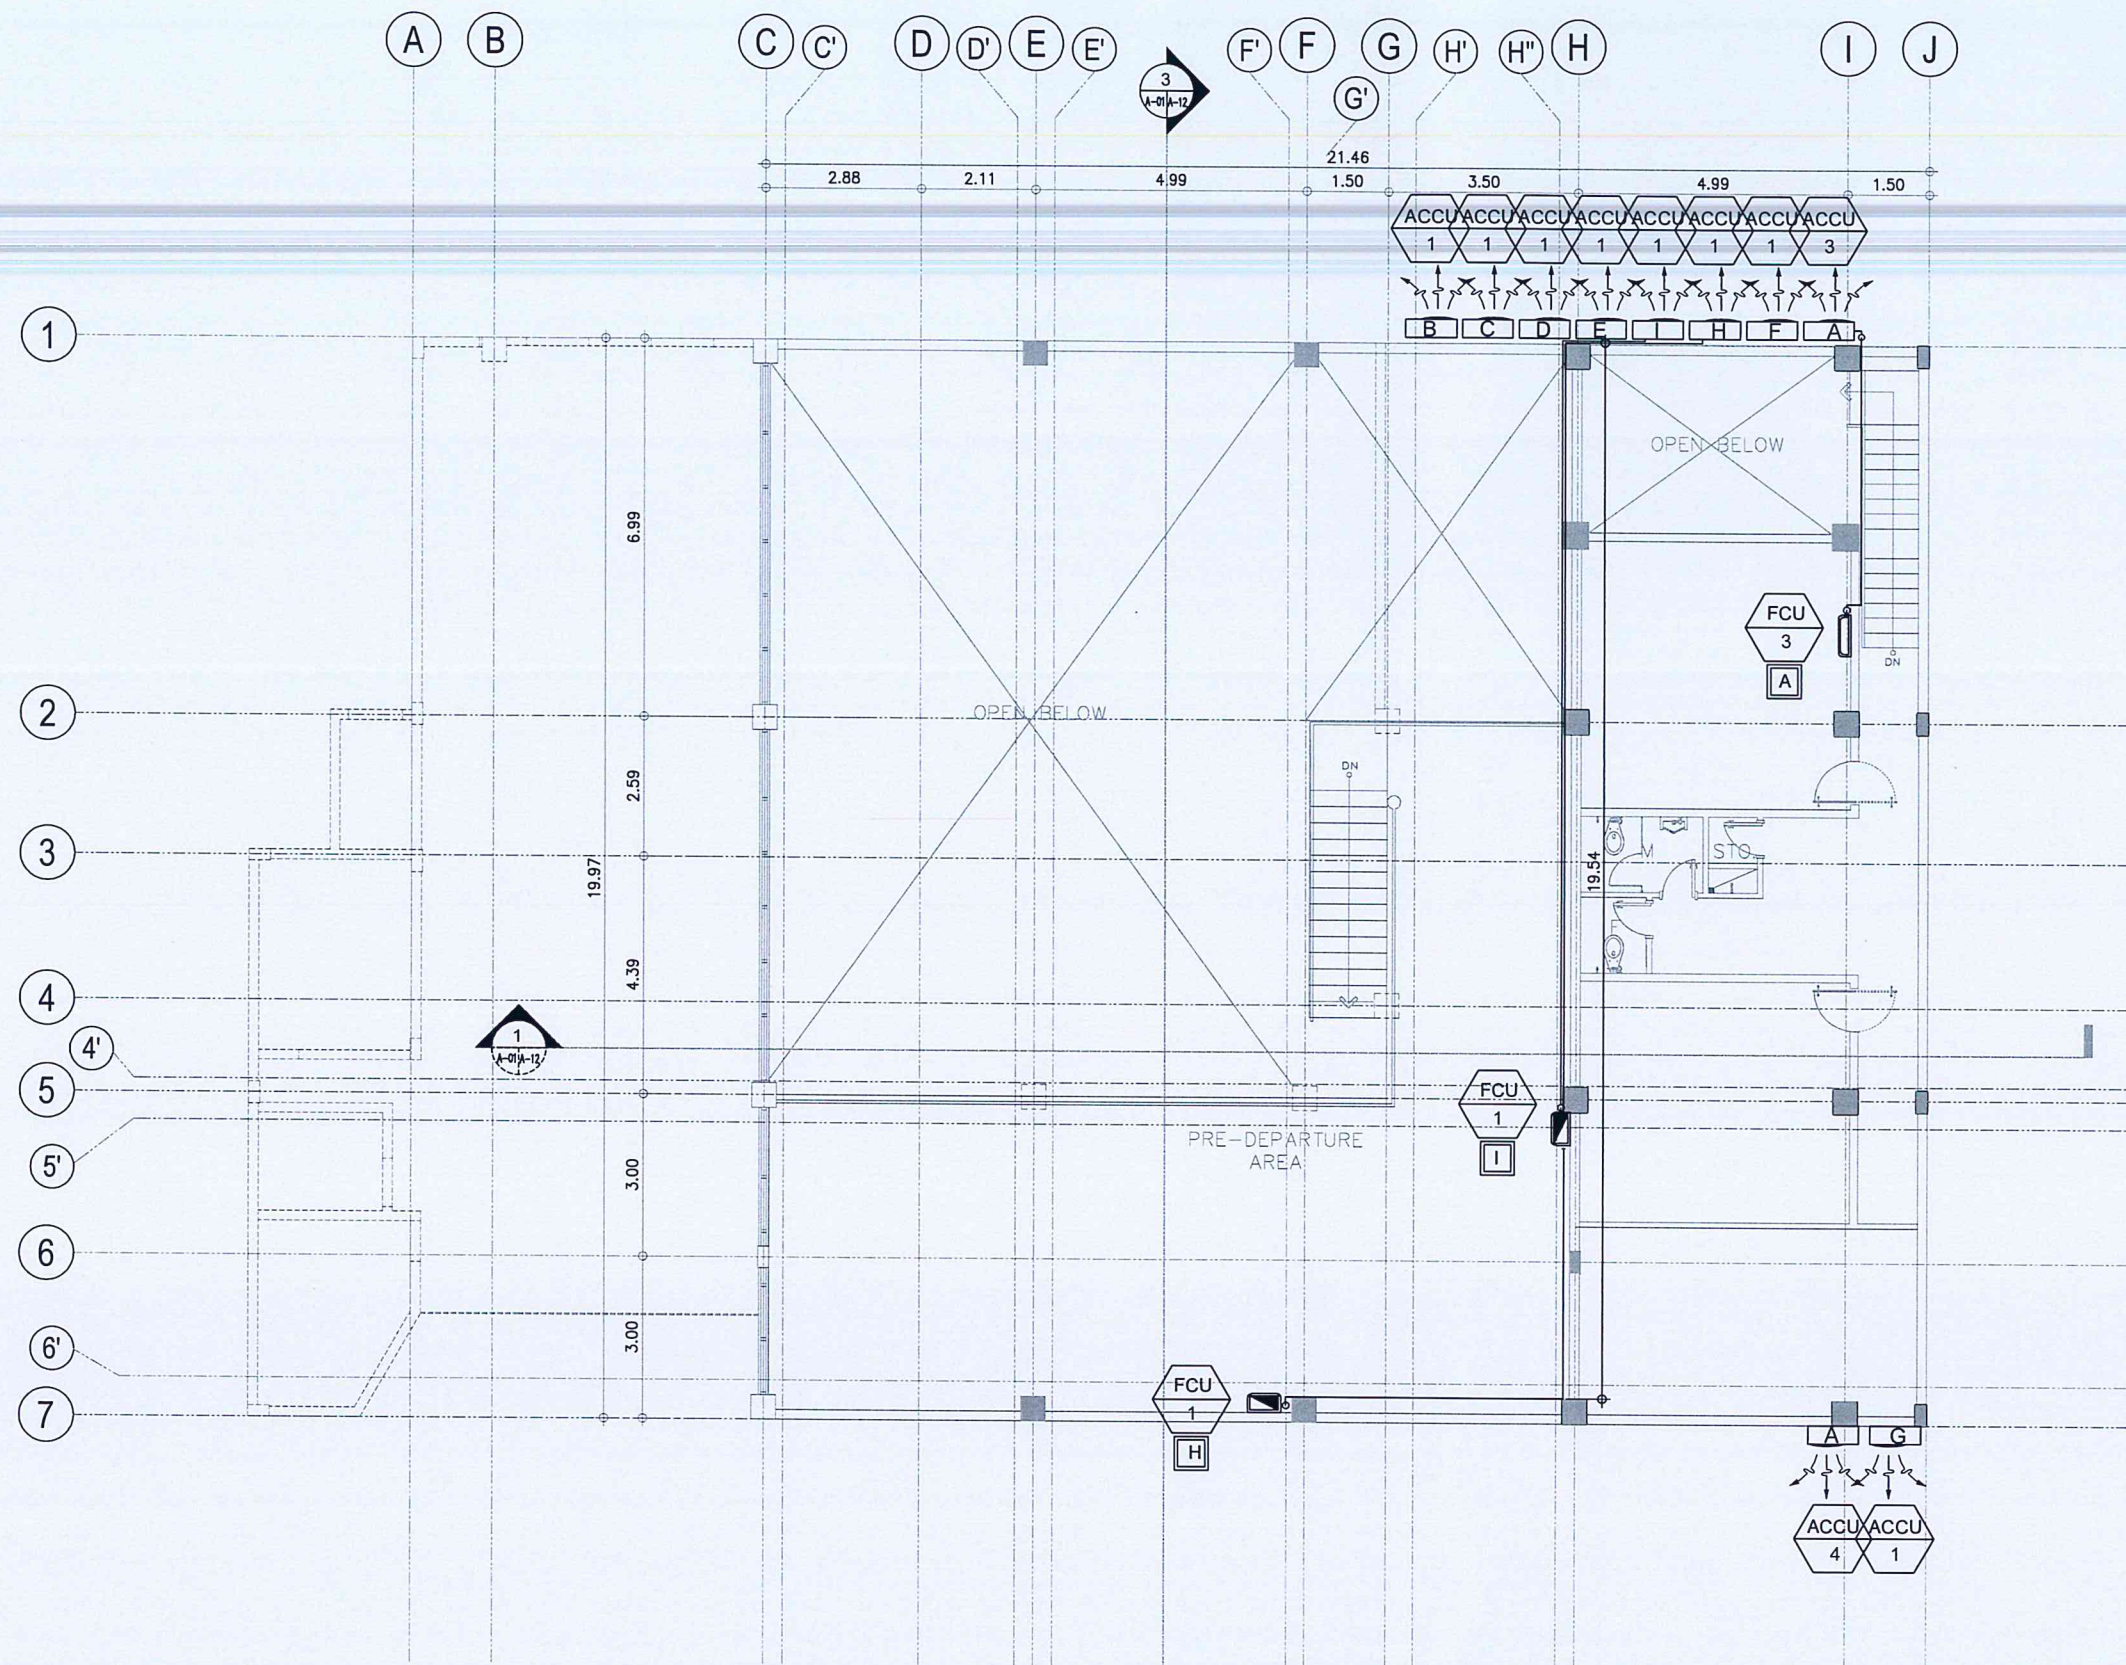 A B C C' D D' E E' F' F G H' H" H I J
3
A-01 A-12
G'
21.46
2.88 2.11 4.99 1.50 3.50 4.99 1.50
ACCU ACCU ACCU ACCU ACCU ACCU ACCU ACCU
1 1 1 1 1 1 1 3
B C D E I H F A
1
OPEN BELOW
6.99
FCU
3
A
DN
2
OPEN BELOW
DN
2.59
3
M STO
19.97
19.54
F
4.39
4
1
A-01 A-12
4'
5
FCU
1
I
PRE-DEPARTURE
AREA
5'
3.00
6
3.00
6'
FCU
1
H
7
A G
ACCU ACCU
4 1